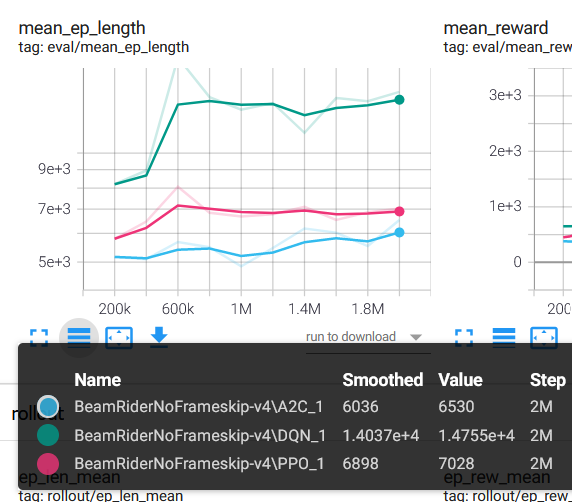 mean_ep_length
tag: eval/mean_ep_length
mean_reward
tag: eval/mean_rew
9e+3
7e+3
5e+3
200k 600k 1M 1.4M 1.8M
3e+3
2e+3
1e+3
0
200
run to download
Name Smoothed Value Step
BeamRiderNoFrameskip-v4\A2C_1 6036 6530 2M
BeamRiderNoFrameskip-v4\DQN_1 1.4037e+4 1.4755e+4 2M
BeamRiderNoFrameskip-v4\PPO_1 6898 7028 2M
rollout
ep_len_mean
tag: rollout/ep_len_mean
ep_rew_mean
tag: rollout/ep_rew_mean